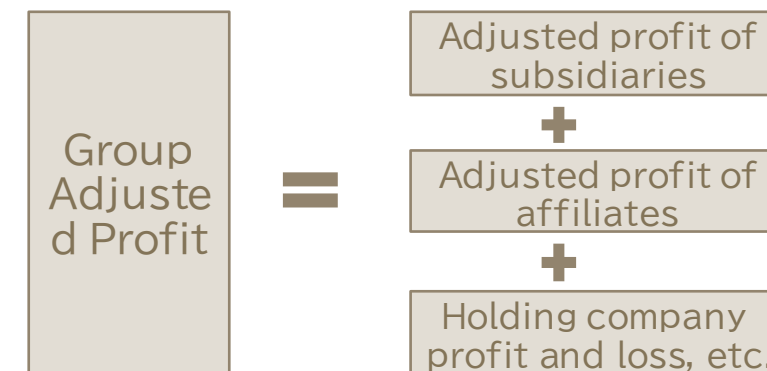 Group
Adjuste
d Profit
=
Adjusted profit of
subsidiaries
+
Adjusted profit of
affiliates
+
Holding company
profit and loss, etc.